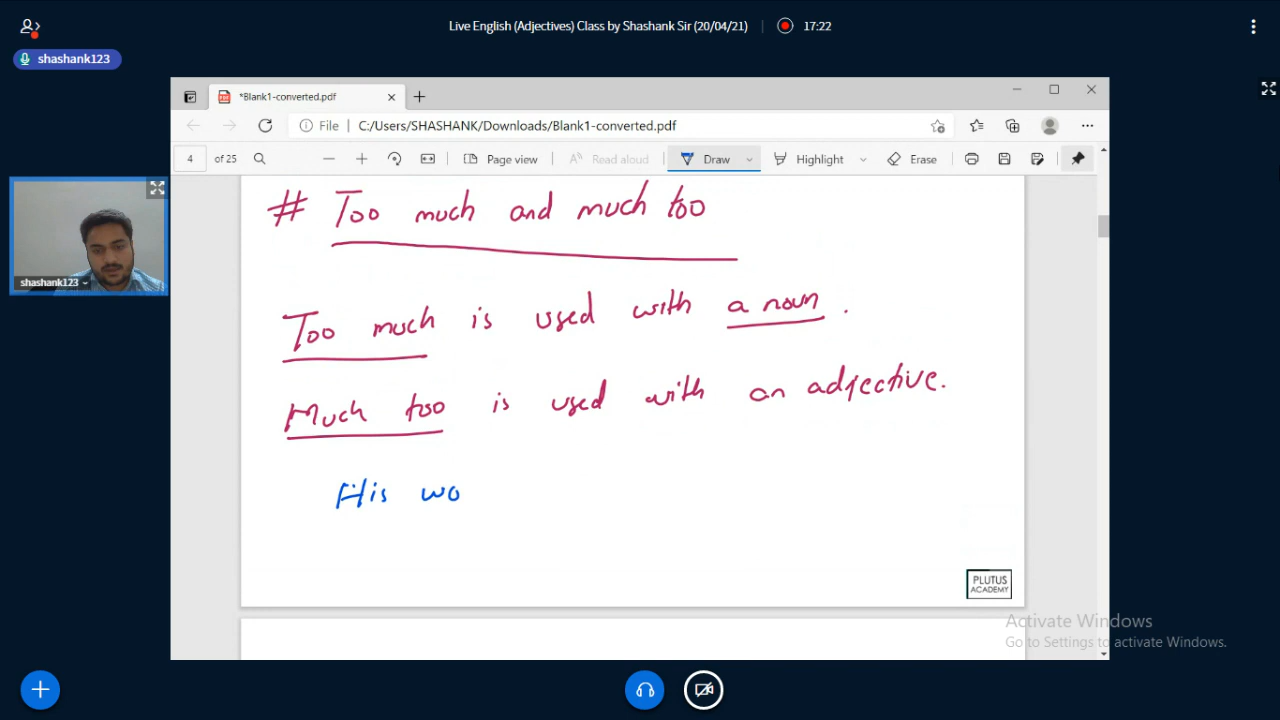 Live English (Adjectives) Class by Shashank Sir (20/04/21)
17:22
shashank123
*Blank1-converted.pdf
File
C:/Users/SHASHANK/Downloads/Blank1-converted.pdf
4 of 25
Page view
Read aloud
Draw
Highlight
Erase
# Too much and much too
shashank123
Too much is used with a noun.
Much too is used with an adjective.
His wo
PLUTUS
ACADEMY
Activate Windows
Go to Settings to activate Windows.